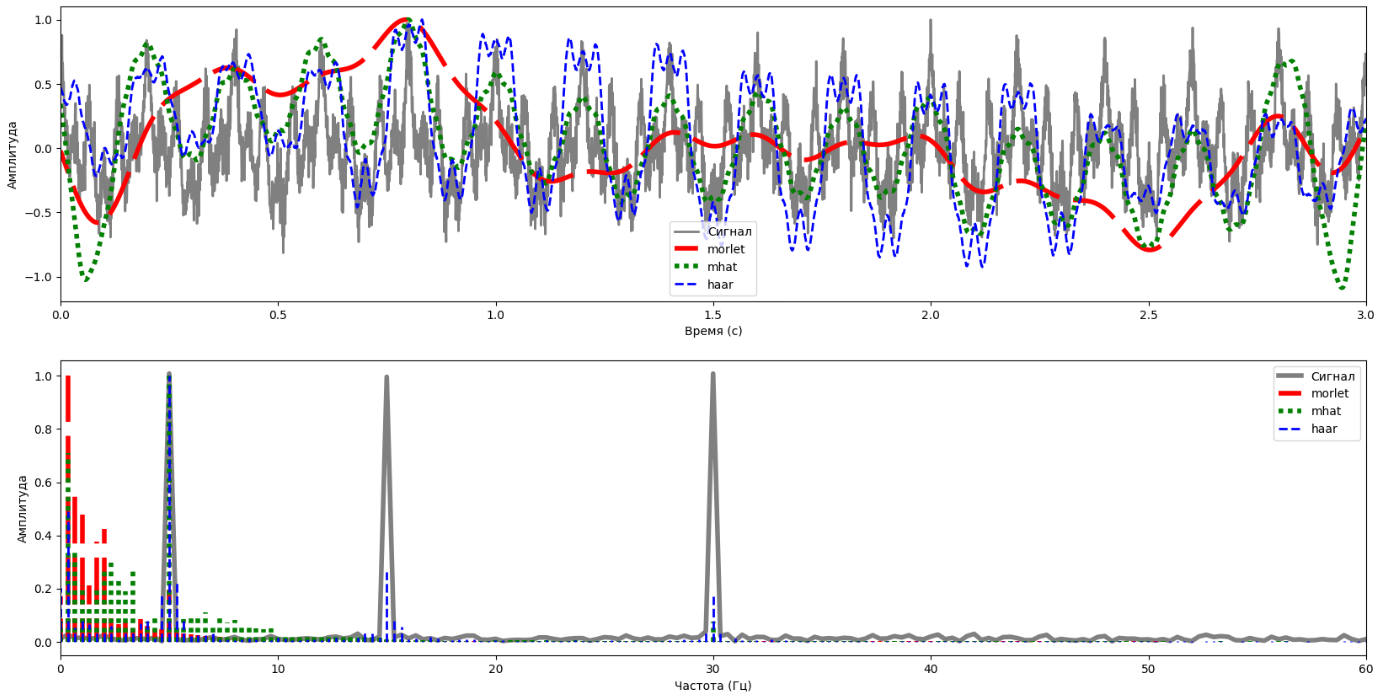 1.0
0.5
0.0
−0.5
−1.0
Амплитуда
Сигнал
morlet
mhat
haar
0.0 0.5 1.0 1.5 2.0 2.5 3.0
Время (с)
1.0
0.8
0.6
0.4
0.2
0.0
Амплитуда
Сигнал
morlet
mhat
haar
0 10 20 30 40 50 60
Частота (Гц)